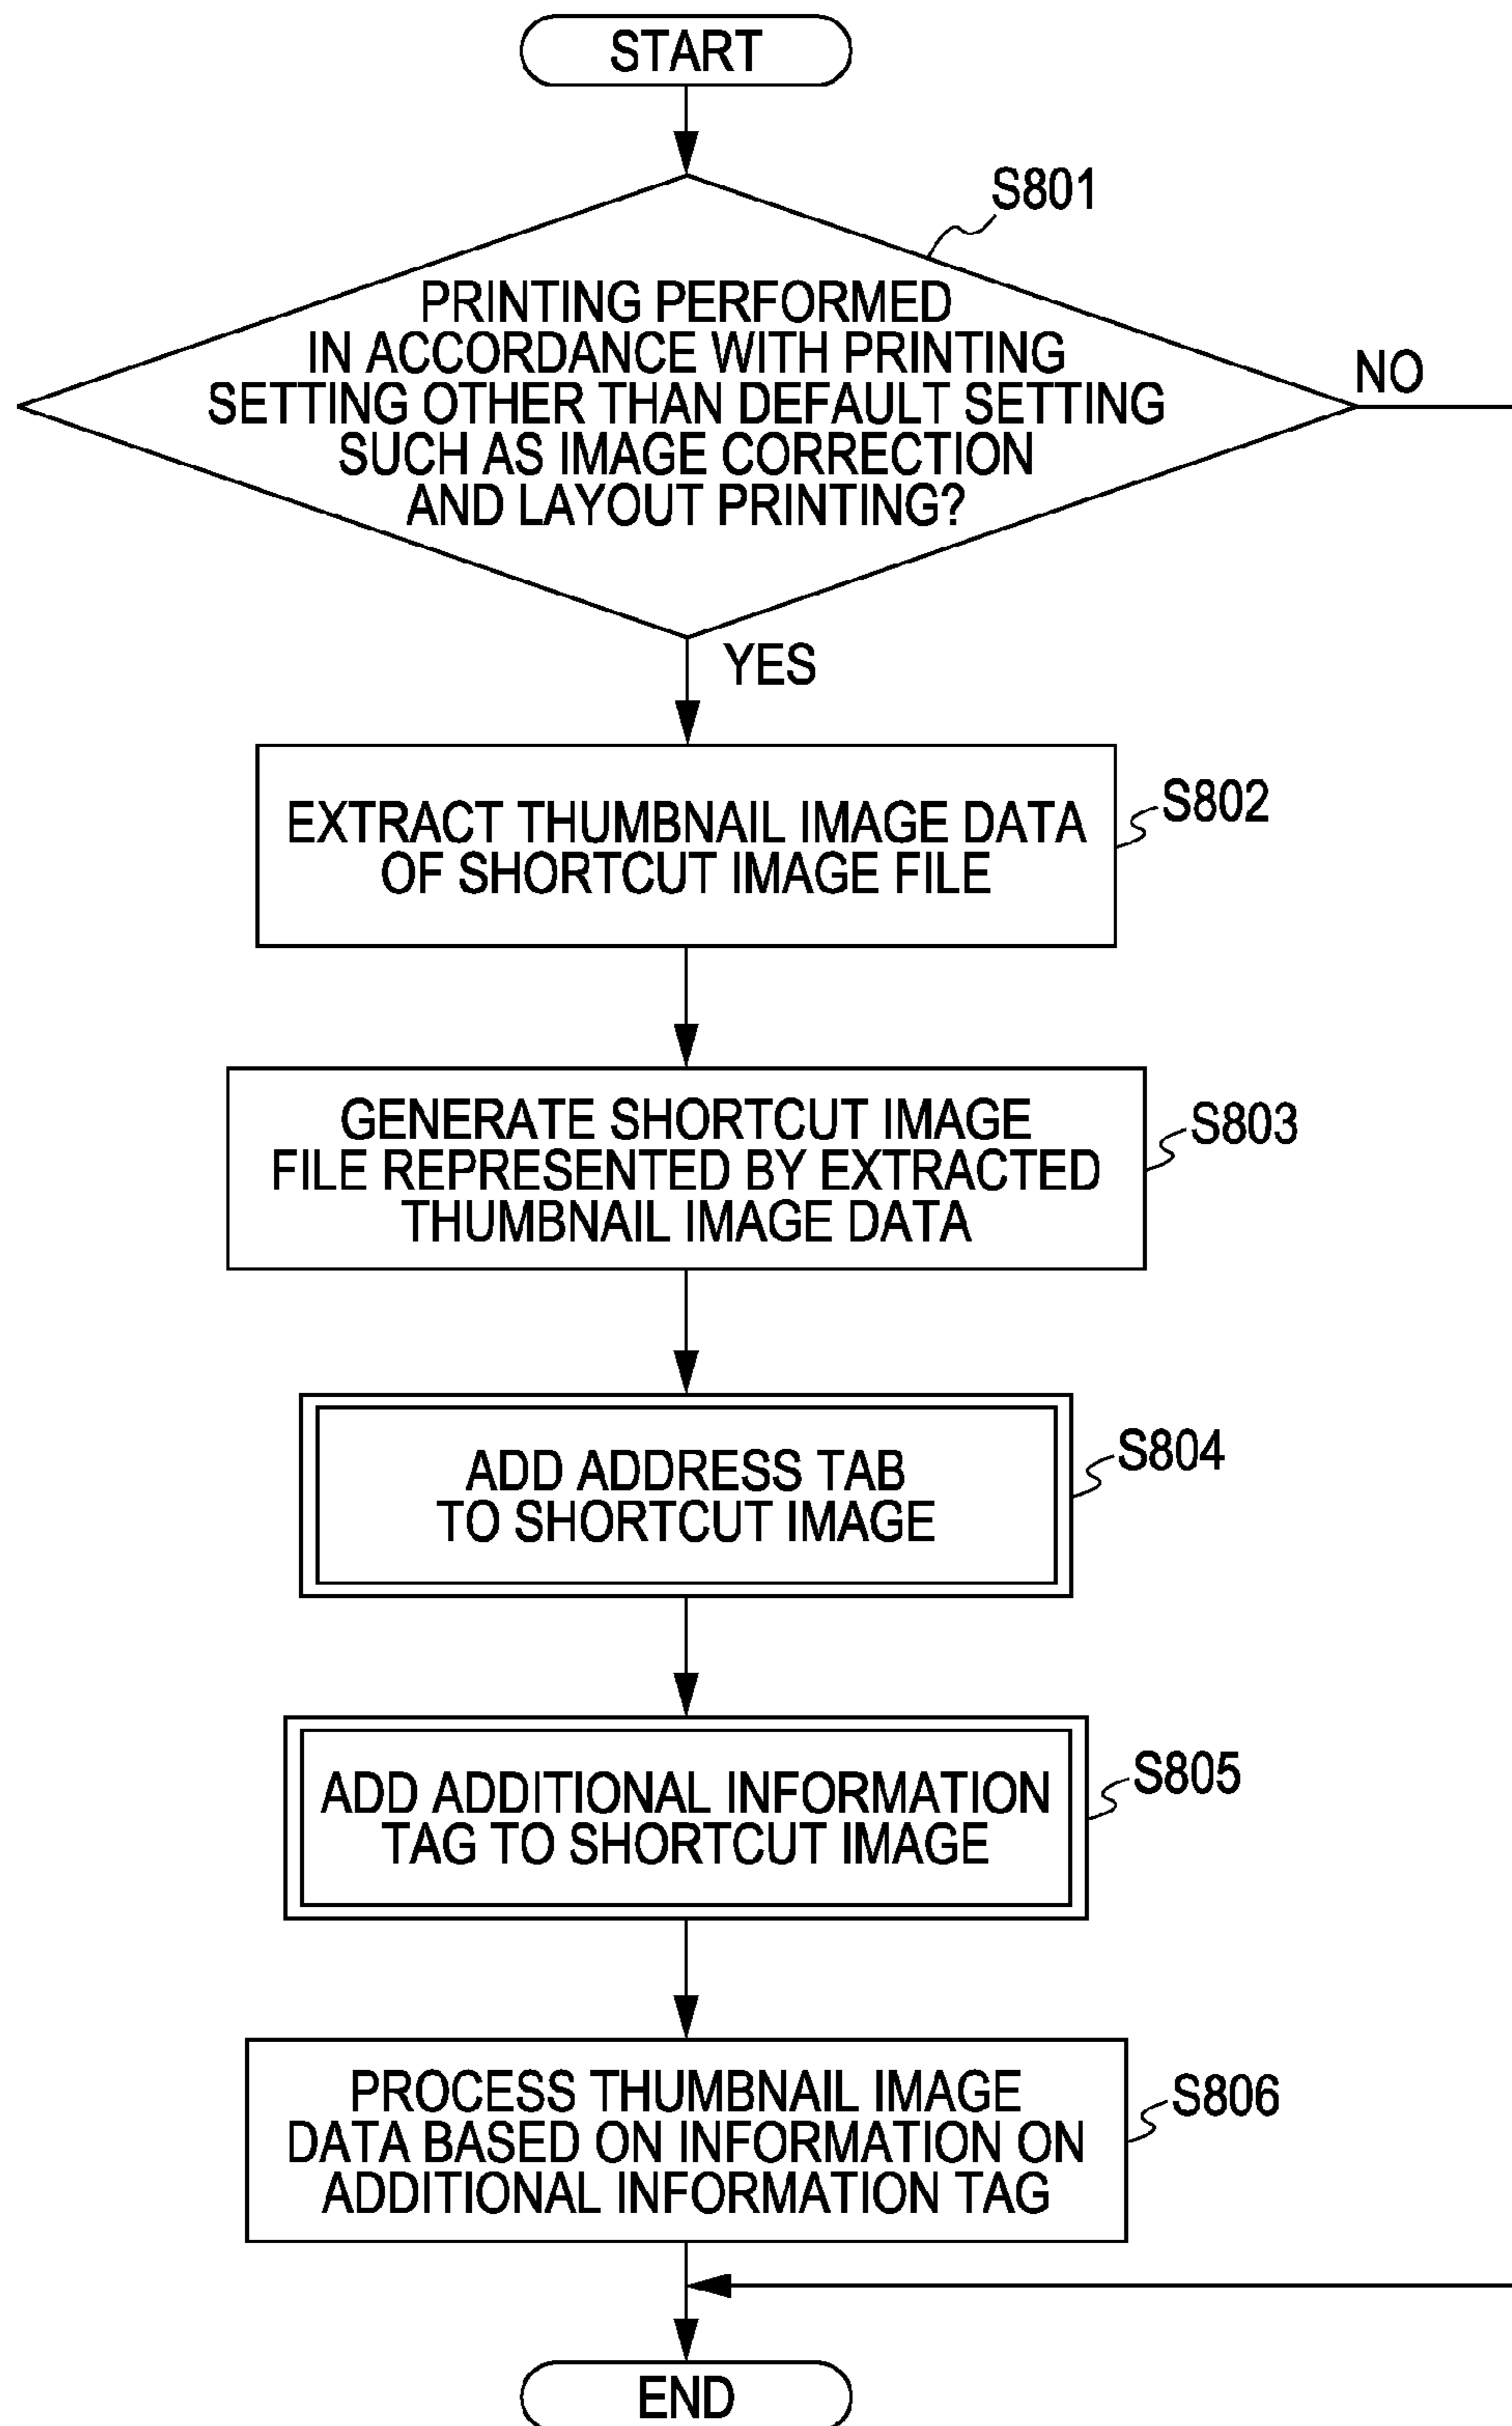 START
S801
PRINTING PERFORMED
IN ACCORDANCE WITH PRINTING
SETTING OTHER THAN DEFAULT SETTING
SUCH AS IMAGE CORRECTION
AND LAYOUT PRINTING?
NO
YES
EXTRACT THUMBNAIL IMAGE DATA
OF SHORTCUT IMAGE FILE
S802
GENERATE SHORTCUT IMAGE
FILE REPRESENTED BY EXTRACTED
THUMBNAIL IMAGE DATA
S803
ADD ADDRESS TAB
TO SHORTCUT IMAGE
S804
ADD ADDITIONAL INFORMATION
TAG TO SHORTCUT IMAGE
S805
PROCESS THUMBNAIL IMAGE
DATA BASED ON INFORMATION ON
ADDITIONAL INFORMATION TAG
S806
END